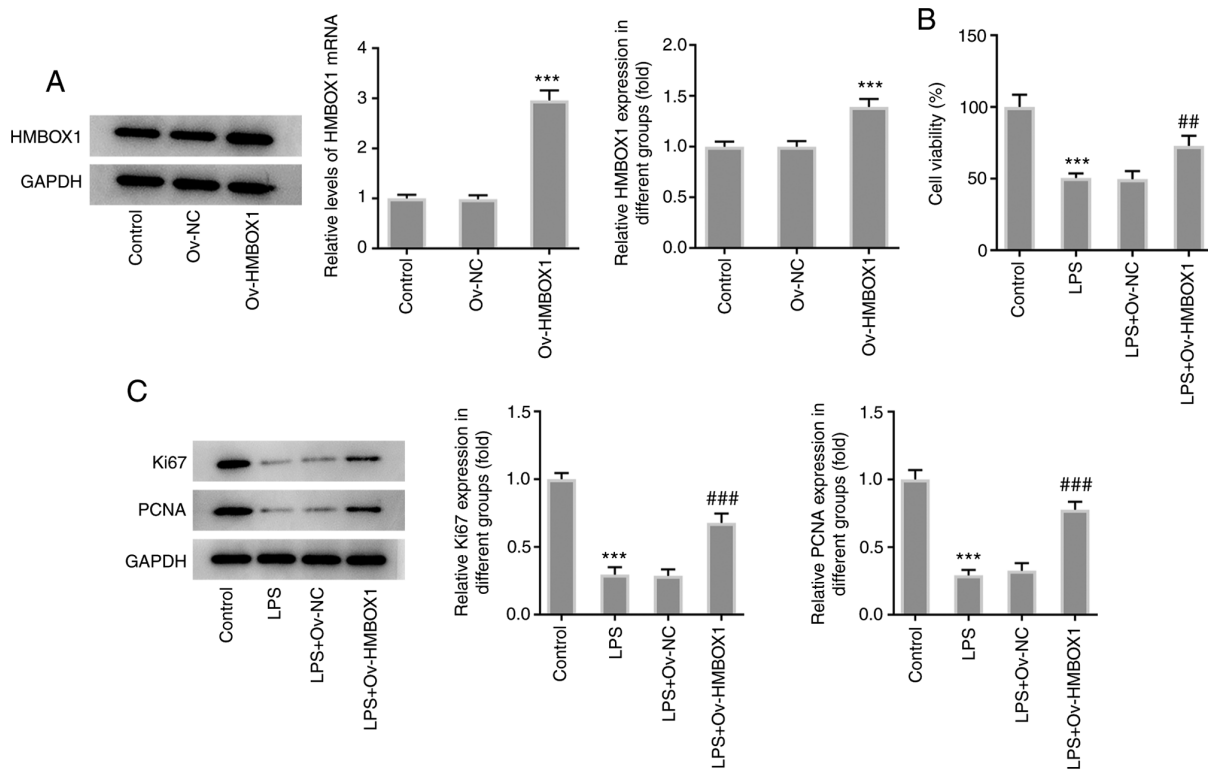 A
HMBOX1
GAPDH
Control
Ov-NC
Ov-HMBOX1
Relative levels of HMBOX1 mRNA
4
3
2
1
0
***
Control
Ov-NC
Ov-HMBOX1
Relative HMBOX1 expression in
different groups (fold)
2.0
1.5
1.0
0.5
0.0
***
Control
Ov-NC
Ov-HMBOX1
B
Cell viability (%)
150
100
50
0
***
##
Control
LPS
LPS+Ov-NC
LPS+Ov-HMBOX1
C
Ki67
PCNA
GAPDH
Control
LPS
LPS+Ov-NC
LPS+Ov-HMBOX1
Relative Ki67 expression in
different groups (fold)
1.5
1.0
0.5
0.0
***
###
Control
LPS
LPS+Ov-NC
LPS+Ov-HMBOX1
Relative PCNA expression in
different groups (fold)
1.5
1.0
0.5
0.0
***
###
Control
LPS
LPS+Ov-NC
LPS+Ov-HMBOX1